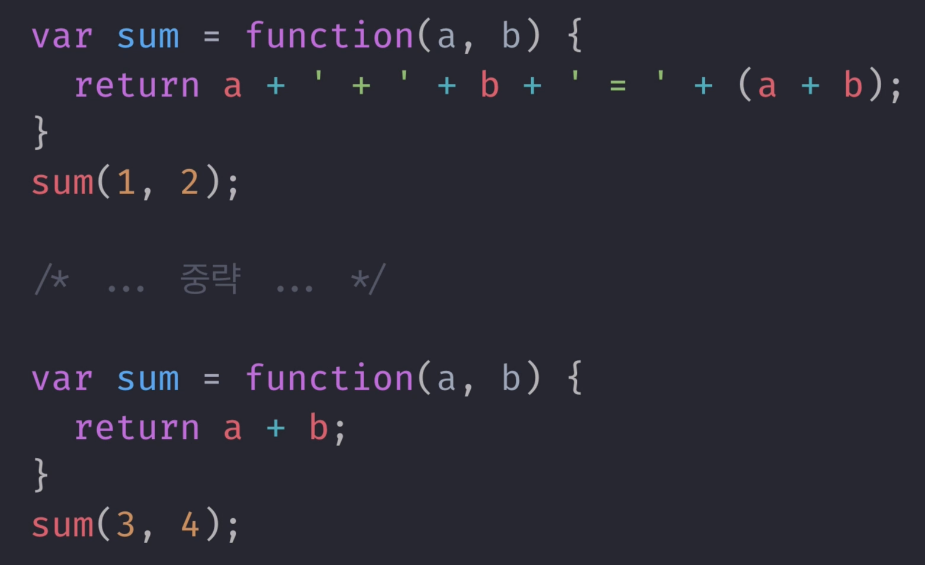 var sum = function(a, b) {
  return a + ' + ' + b + ' = ' + (a + b);
}
sum(1, 2);

/* ... 중략 ... */

var sum = function(a, b) {
  return a + b;
}
sum(3, 4);